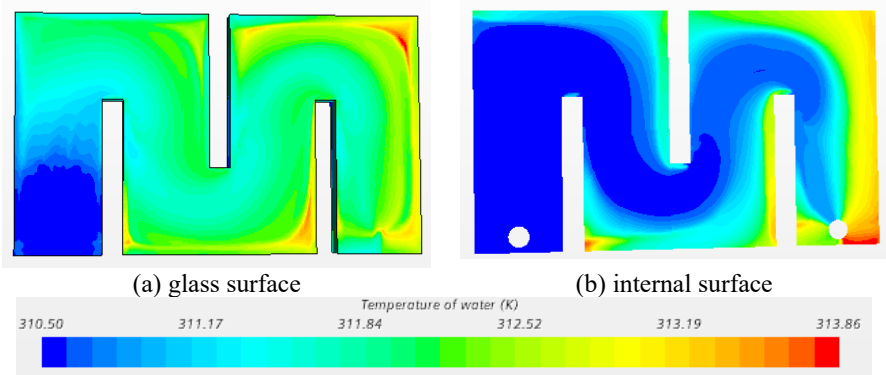 (a) glass surface
(b) internal surface
Temperature of water (K)
310.50 311.17 311.84 312.52 313.19 313.86